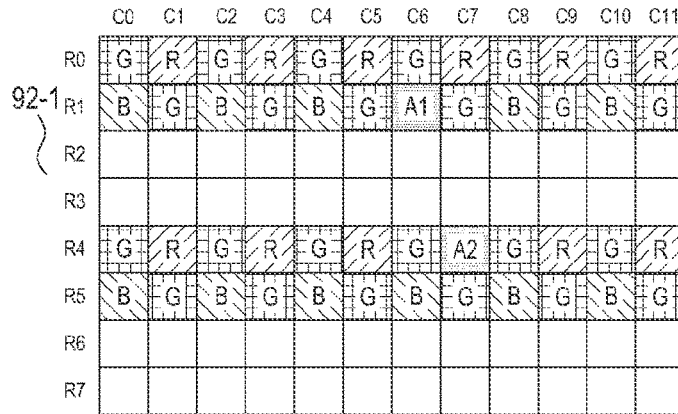 C0 C1 C2 C3 C4 C5 C6 C7 C8 C9 C10 C11
R0 G R G R G R G R G R G R
92-1 R1 B G B G B G A1 G B G B G
R2
R3
R4 G R G R G R G A2 G R G R
R5 B G B G B G B G B G B G
R6
R7